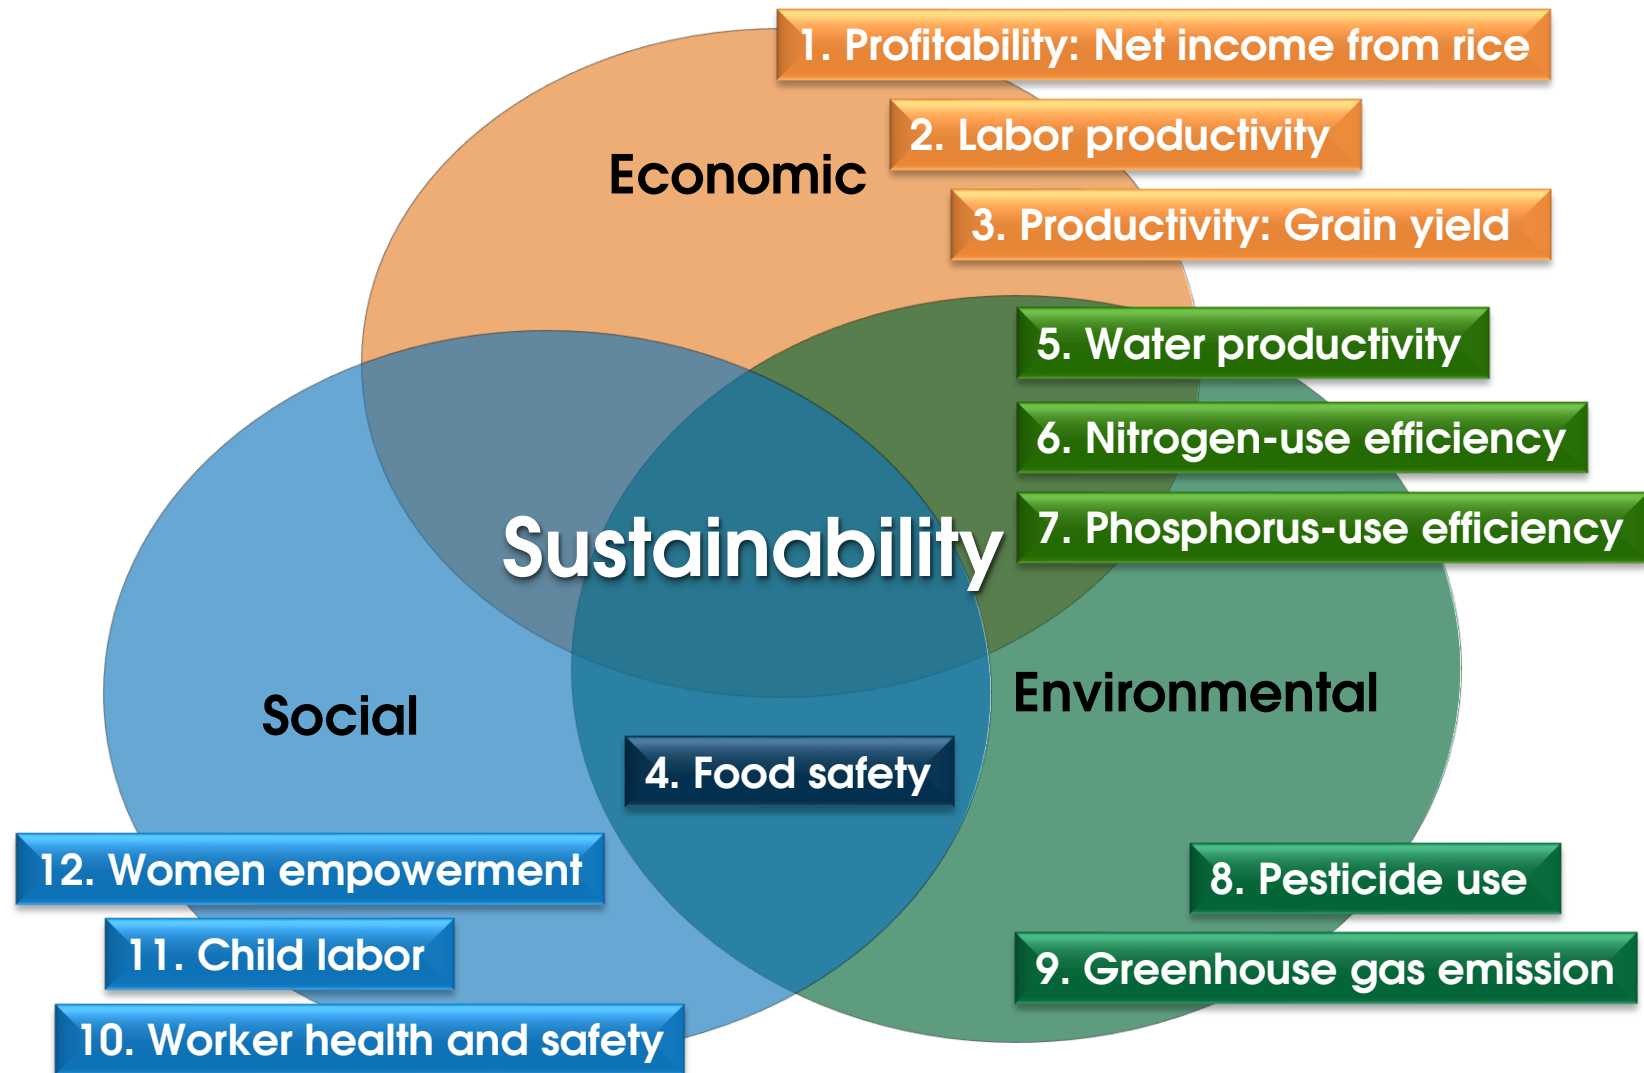 1. Profitability: Net income from rice
2. Labor productivity
Economic
3. Productivity: Grain yield
5. Water productivity
6. Nitrogen-use efficiency
7. Phosphorus-use efficiency
Sustainability
Environmental
Social
4. Food safety
12. Women empowerment
8. Pesticide use
11. Child labor
9. Greenhouse gas emission
10. Worker health and safety